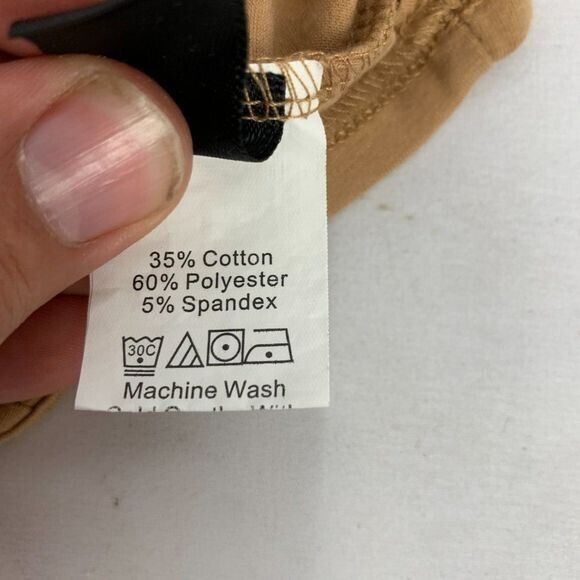 35% Cotton
60% Polyester
5% Spandex
30C
Machine Wash